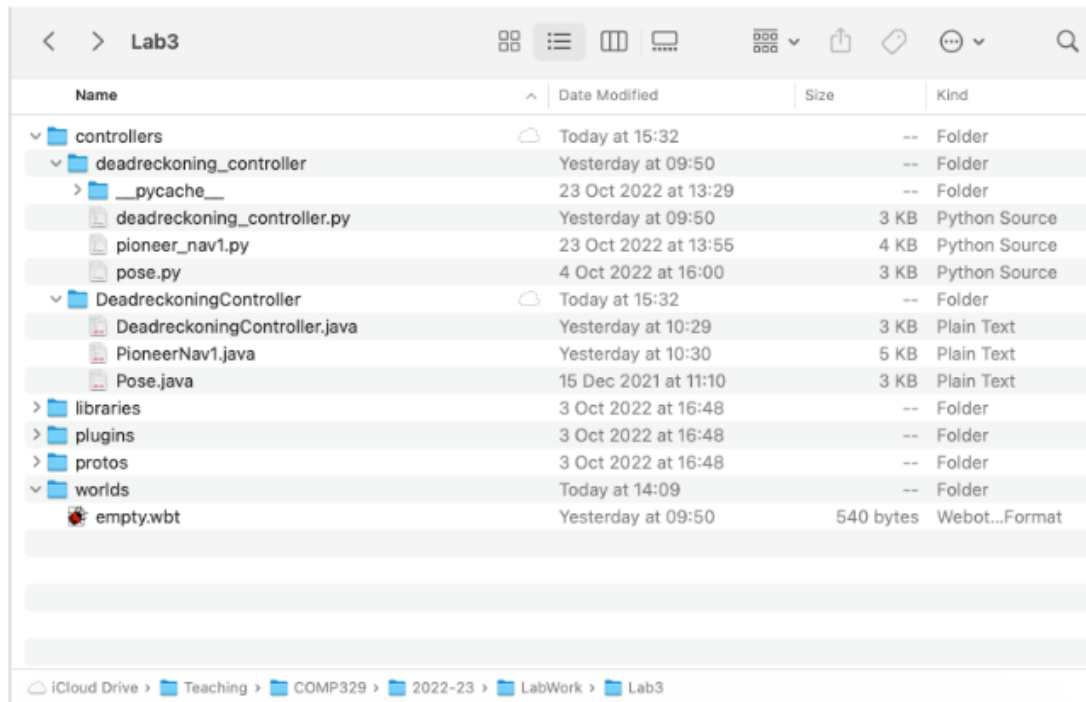 Lab3
Name Date Modified Size Kind
controllers Today at 15:32 -- Folder
deadreckoning_controller Yesterday at 09:50 -- Folder
__pycache__ 23 Oct 2022 at 13:29 -- Folder
deadreckoning_controller.py Yesterday at 09:50 3 KB Python Source
pioneer_nav1.py 23 Oct 2022 at 13:55 4 KB Python Source
pose.py 4 Oct 2022 at 16:00 3 KB Python Source
DeadreckoningController Today at 15:32 -- Folder
DeadreckoningController.java Yesterday at 10:29 3 KB Plain Text
PioneerNav1.java Yesterday at 10:30 5 KB Plain Text
Pose.java 15 Dec 2021 at 11:10 3 KB Plain Text
libraries 3 Oct 2022 at 16:48 -- Folder
plugins 3 Oct 2022 at 16:48 -- Folder
protos 3 Oct 2022 at 16:48 -- Folder
worlds Today at 14:09 -- Folder
empty.wbt Yesterday at 09:50 540 bytes Webot...Format
iCloud Drive › Teaching › COMP329 › 2022-23 › LabWork › Lab3